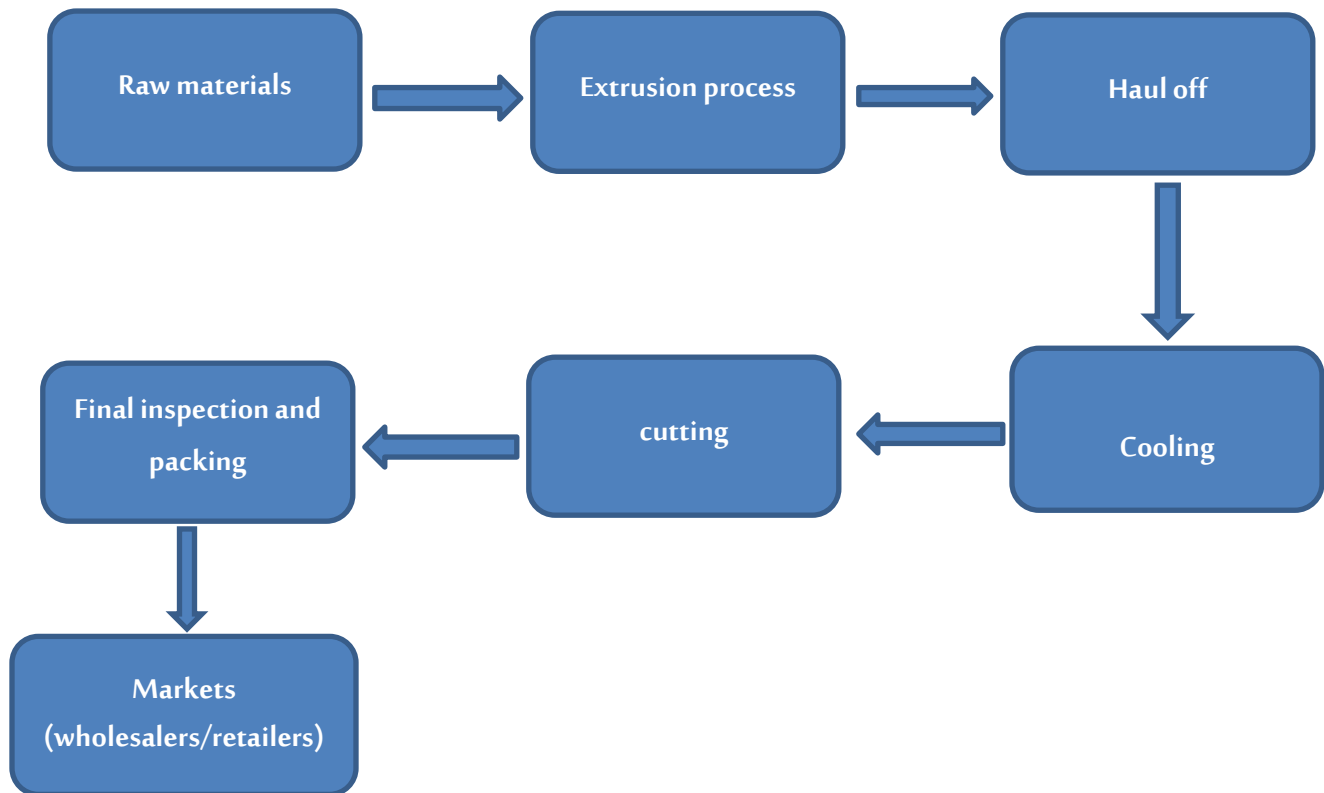 Raw materials
Extrusion process
Haul off
Cooling
cutting
Final inspection and
packing
Markets
(wholesalers/retailers)